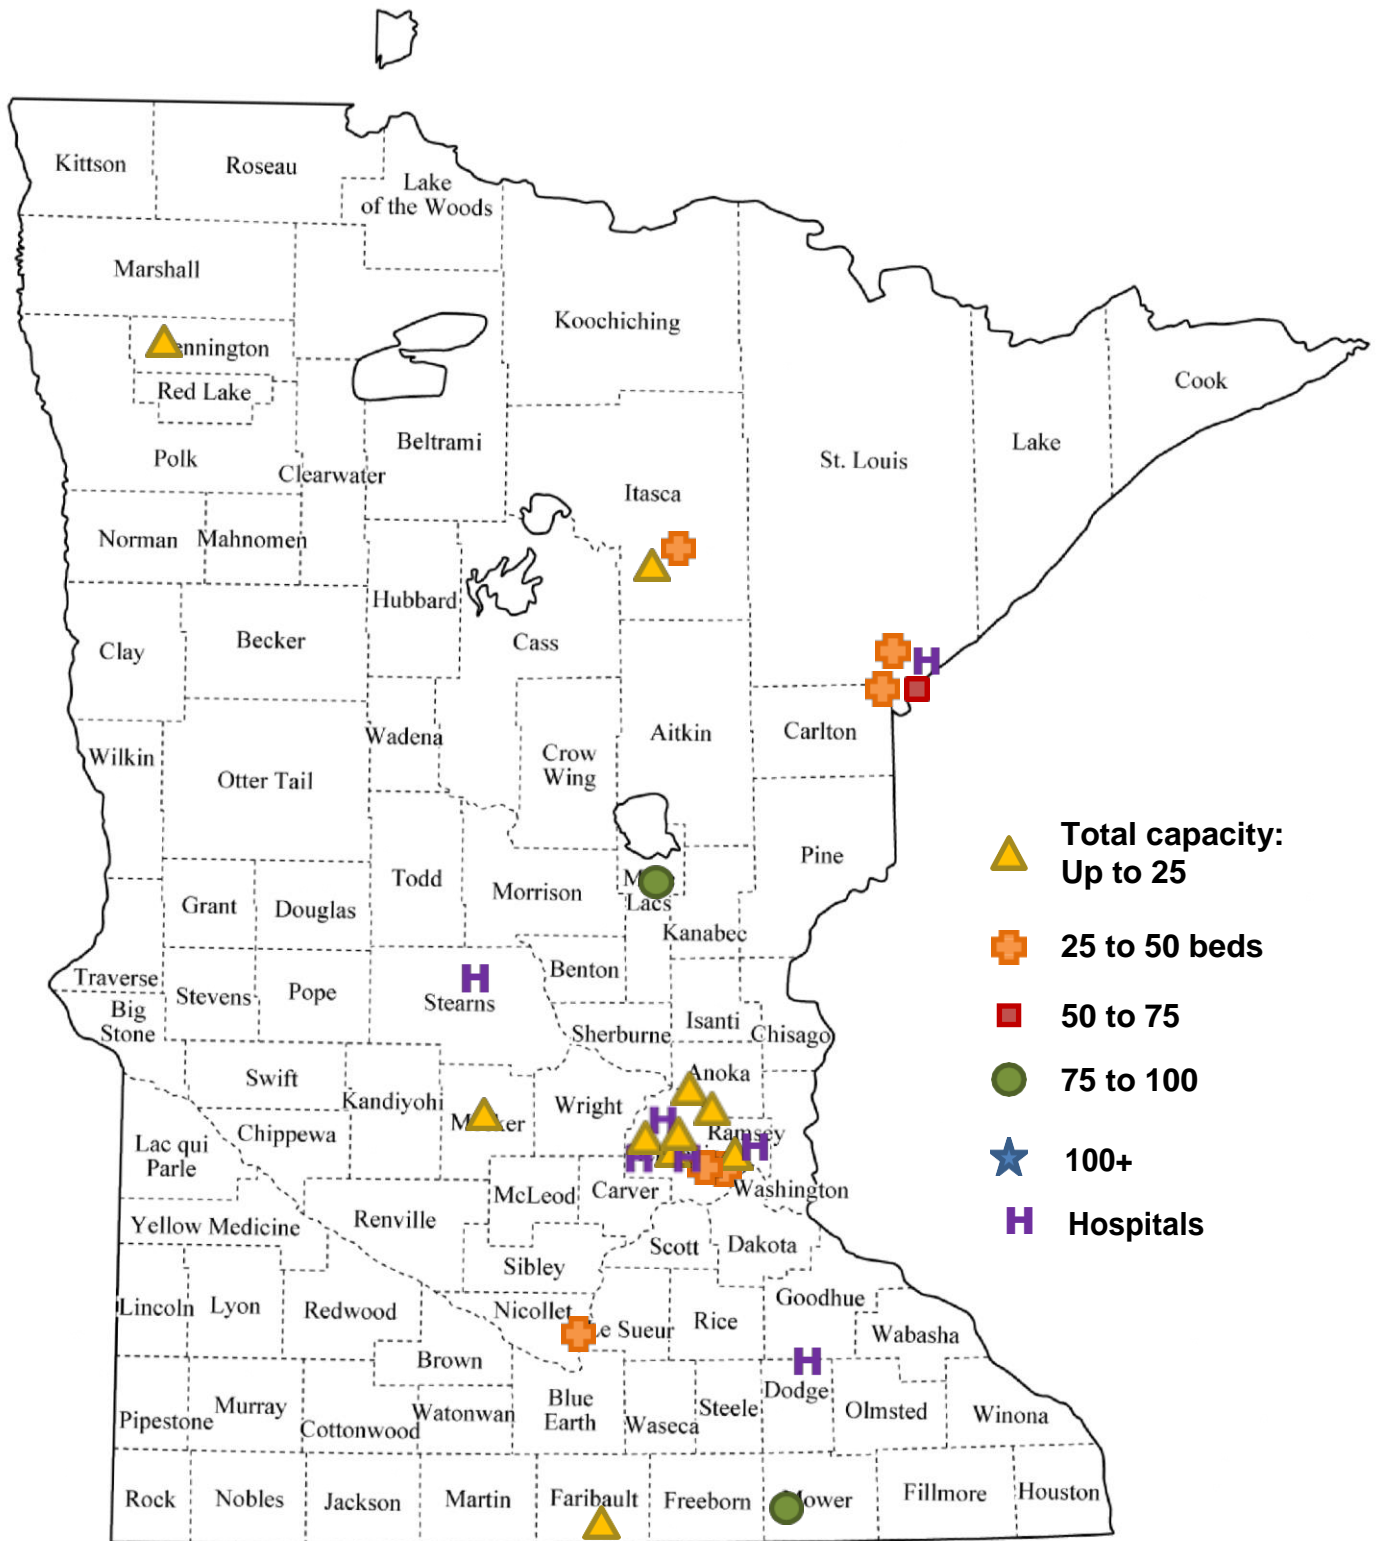 Kittson
Roseau
Lake
of the Woods
Marshall
Koochiching
ennington
Red Lake
Cook
Beltrami
Lake
Polk
St. Louis
Clearwater
Itasca
Norman
Mahnomen
Hubbard
Becker
Cass
Clay
Aitkin
Carlton
Wadena
Crow
Wing
Wilkin
Otter Tail
Total capacity:
Up to 25
Pine
Todd
Morrison
M
Lacs
Grant
Douglas
Kanabec
25 to 50 beds
Benton
Traverse
H
Stevens
Pope
Stearns
Big
Stone
50 to 75
Isanti
Sherburne
Chisago
Swift
Anoka
75 to 100
Kandiyohi
Wright
M ker
Chippewa
Ramsey
Lac qui
Parle
100+
McLeod
Carver
Washington
Yellow Medicine
Renville
Hospitals
Scott
Dakota
Sibley
Lincoln
Lyon
Redwood
Nicollet
Goodhue
e Sueur
Rice
Wabasha
Brown
H
Dodge
Blue
Earth
Murray
Pipestone
Cottonwood
Watonwan
Waseca
Steele
Olmsted
Winona
Rock
Nobles
Jackson
Martin
Faribault
Freeborn
ower
Fillmore
Houston